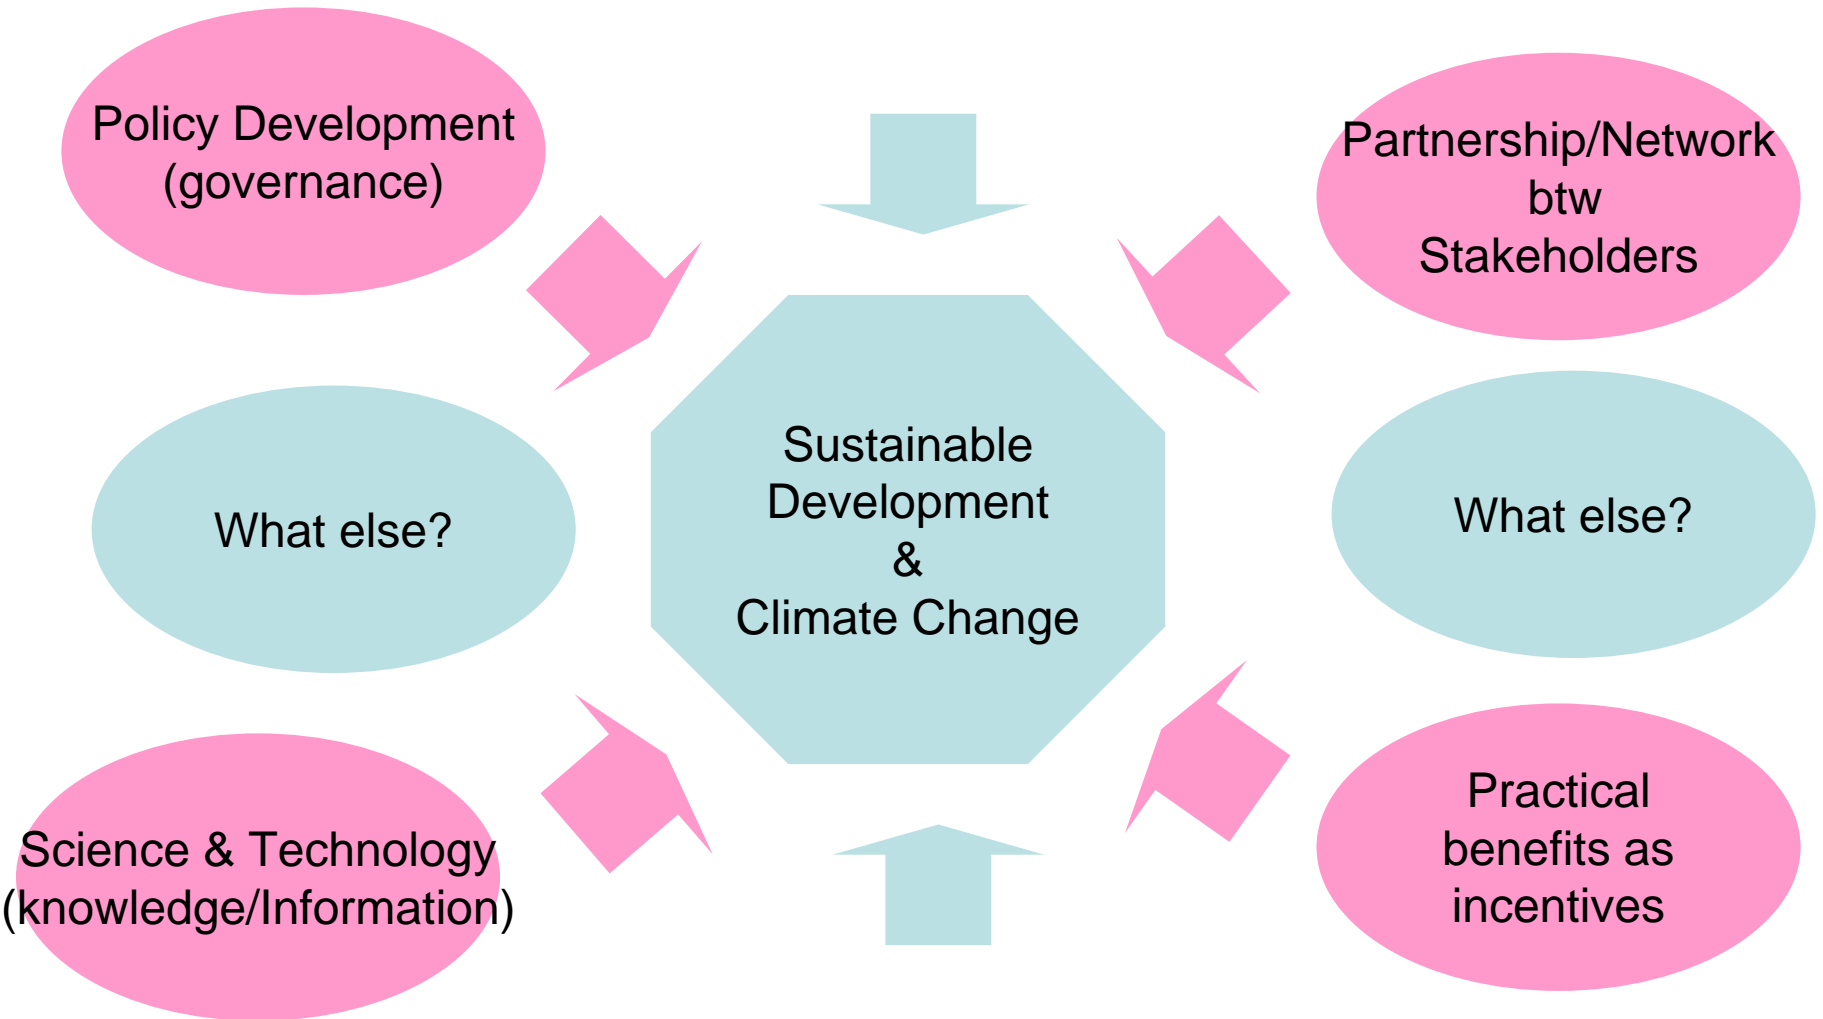 Policy Development
(governance)
Partnership/Network
btw
Stakeholders
What else?
Sustainable
Development
&
Climate Change
What else?
Science & Technology
(knowledge/Information)
Practical
benefits as
incentives